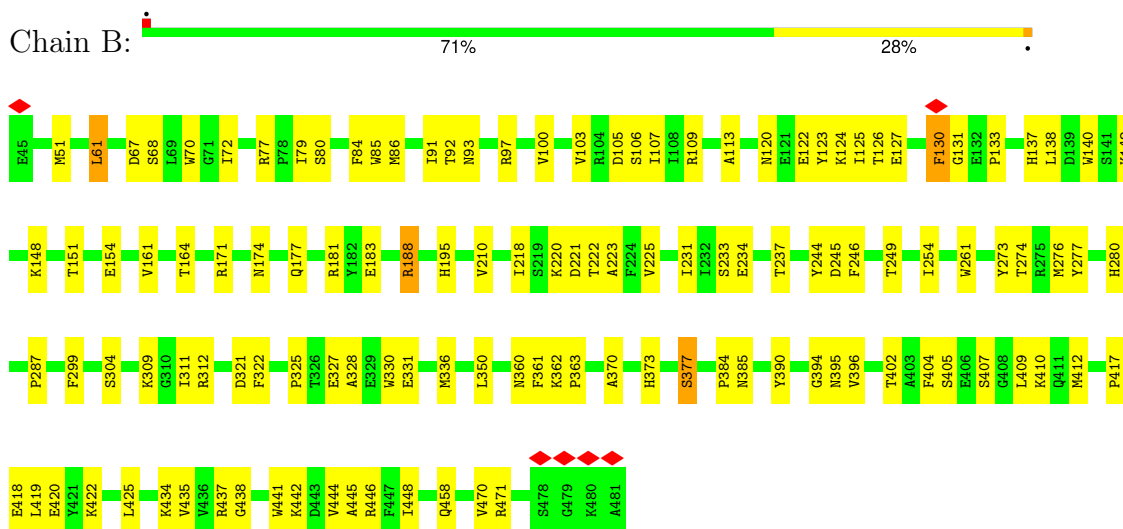 Chain B:
71% 28%
E45 M51 L61 D67 S68 L69 W70 G71 I72 R77 P78 I79 S80 F84 W85 M86 I91 T92 N93 R97 V100 V103 R104 D105 S106 I107 I108 R109 A113 N120 E121 E122 Y123 K124 I125 T126 E127 F130 G131 E132 P133 H137 L138 D139 W140 S141
K148 T151 E154 V161 T164 R171 N174 Q177 R181 Y182 E183 R188 H195 V210 I218 S219 K220 D221 T222 A223 F224 V225 I231 I232 S233 E234 T237 Y244 D245 F246 T249 I254 W261 Y273 T274 R275 M276 Y277 H280
P287 F299 S304 K309 G310 I311 R312 D321 F322 P325 T326 E327 A328 E329 W330 E331 M336 L350 N360 F361 K362 P363 A370 H373 S377 P384 N385 Y390 G394 N395 V396 T402 A403 F404 S405 E406 S407 G408 L409 K410 Q411 M412 P417
E418 L419 E420 Y421 K422 L425 K434 V435 V436 R437 G438 W441 K442 D443 V444 A445 R446 F447 I448 Q458 V470 R471 S478 G479 K480 A481